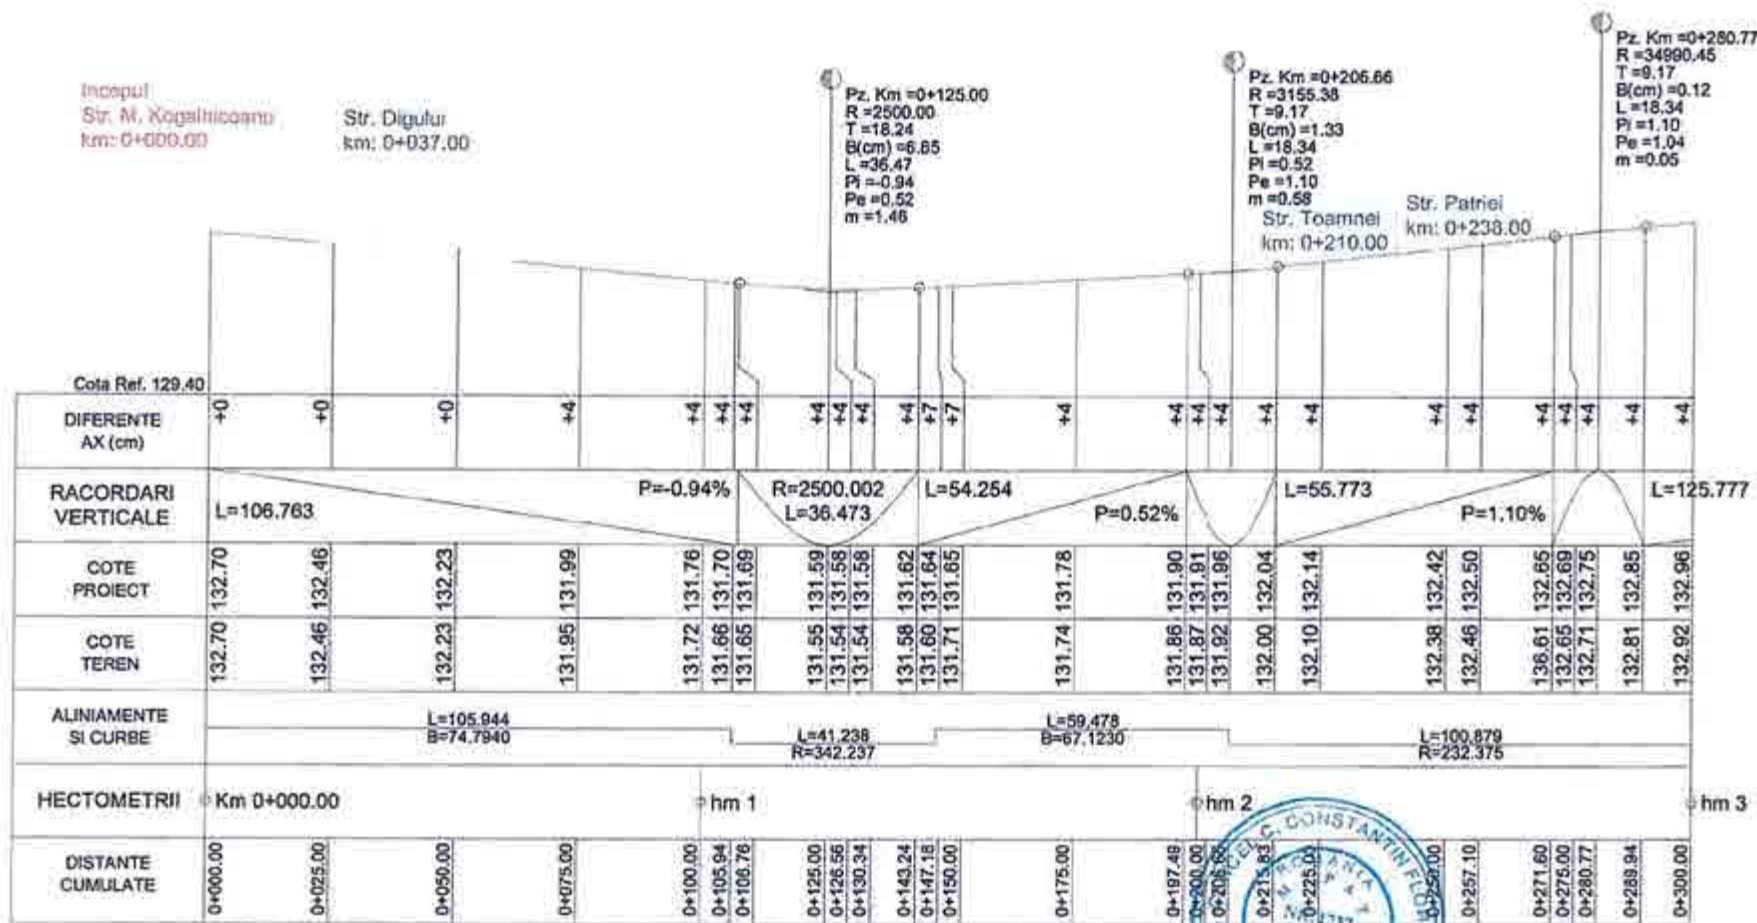 Inceput
Str. M. Kogalniceanu
km: 0+000.00
Str. Digului
km: 0+037.00
Pz. Km =0+125.00
R =2500.00
T =18.24
B(cm) =6.65
L =36.47
Pi =-0.94
Pe =0.52
m =1.46
Pz. Km =0+206.66
R =3155.38
T =9.17
B(cm) =1.33
L =18.34
Pi =0.52
Pe =1.10
m =0.58
Str. Toamnei
km: 0+210.00
Str. Patriei
km: 0+238.00
Pz. Km =0+280.77
R =34990.45
T =9.17
B(cm) =0.12
L =18.34
Pi =1.10
Pe =1.04
m =0.05
Cota Ref. 129.40
DIFERENTE
AX (cm)
+0 +0 +0 +4 +4 +4 +4 +4 +4 +4 +4 +7 +7 +4 +4 +4 +4 +4 +4 +4 +4 +4 +4 +4 +4 +4
RACORDARI
VERTICALE
L=106.763
P=-0.94%
R=2500.002
L=36.473
L=54.254
P=0.52%
L=55.773
P=1.10%
L=125.777
COTE
PROIECT
132.70 132.46 132.23 131.99 131.76 131.70 131.69 131.59 131.58 131.58 131.62 131.64 131.65 131.78 131.90 131.91 131.96 132.04 132.14 132.42 132.50 132.65 132.69 132.75 132.85 132.96
COTE
TEREN
132.70 132.46 132.23 131.95 131.72 131.66 131.65 131.55 131.54 131.54 131.58 131.60 131.71 131.74 131.86 131.87 131.92 132.00 132.10 132.38 132.46 136.61 132.65 132.71 132.81 132.92
ALINIAMENTE
SI CURBE
L=105.944
B=74.7940
L=41.238
R=342.237
L=59.478
B=67.1230
L=100.879
R=232.375
HECTOMETRII
Km 0+000.00
hm 1
hm 2
hm 3
DISTANTE
CUMULATE
0+000.00 0+025.00 0+050.00 0+075.00 0+100.00 0+105.94 0+106.76 0+125.00 0+126.56 0+130.34 0+143.24 0+147.18 0+150.00 0+175.00 0+197.49 0+200.00 0+215.83 0+225.00 0+250.00 0+257.10 0+271.60 0+275.00 0+280.77 0+289.94 0+300.00
C. CONSTANTIN
ROMANIA